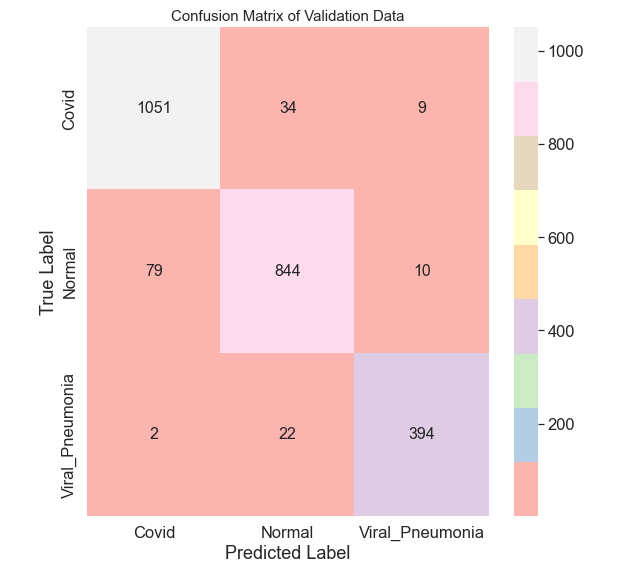 Confusion Matrix of Validation Data
True Label
Covid
1051 34 9
Normal
79 844 10
Viral_Pneumonia
2 22 394
Covid Normal Viral_Pneumonia
Predicted Label
1000
800
600
400
200